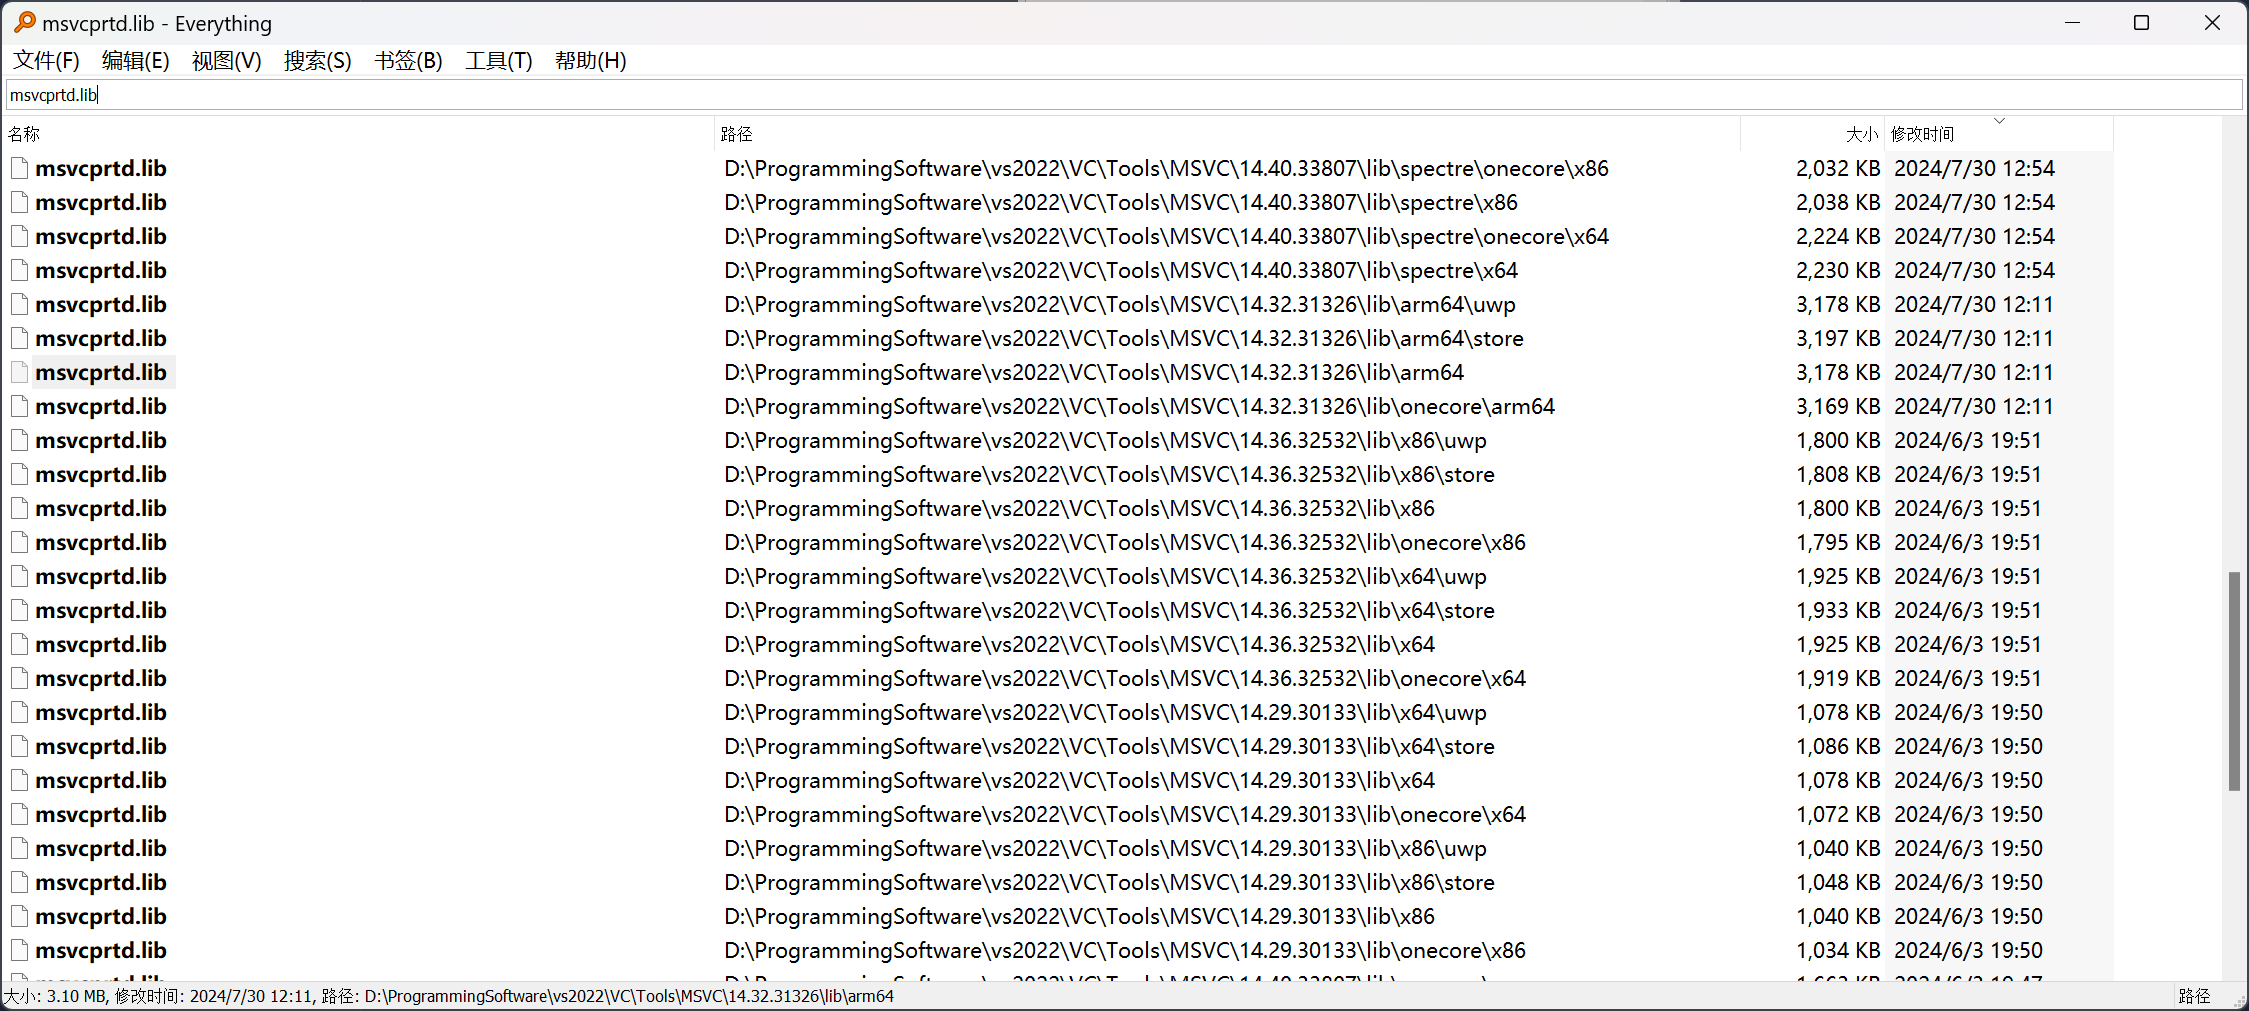 msvcprtd.lib - Everything
文件(F) 编辑(E) 视图(V) 搜索(S) 书签(B) 工具(T) 帮助(H)
msvcprtd.lib
名称 路径 大小 修改时间
msvcprtd.lib D:\ProgrammingSoftware\vs2022\VC\Tools\MSVC\14.40.33807\lib\spectre\onecore\x86 2,032 KB 2024/7/30 12:54
msvcprtd.lib D:\ProgrammingSoftware\vs2022\VC\Tools\MSVC\14.40.33807\lib\spectre\x86 2,038 KB 2024/7/30 12:54
msvcprtd.lib D:\ProgrammingSoftware\vs2022\VC\Tools\MSVC\14.40.33807\lib\spectre\onecore\x64 2,224 KB 2024/7/30 12:54
msvcprtd.lib D:\ProgrammingSoftware\vs2022\VC\Tools\MSVC\14.40.33807\lib\spectre\x64 2,230 KB 2024/7/30 12:54
msvcprtd.lib D:\ProgrammingSoftware\vs2022\VC\Tools\MSVC\14.32.31326\lib\arm64\uwp 3,178 KB 2024/7/30 12:11
msvcprtd.lib D:\ProgrammingSoftware\vs2022\VC\Tools\MSVC\14.32.31326\lib\arm64\store 3,197 KB 2024/7/30 12:11
msvcprtd.lib D:\ProgrammingSoftware\vs2022\VC\Tools\MSVC\14.32.31326\lib\arm64 3,178 KB 2024/7/30 12:11
msvcprtd.lib D:\ProgrammingSoftware\vs2022\VC\Tools\MSVC\14.32.31326\lib\onecore\arm64 3,169 KB 2024/7/30 12:11
msvcprtd.lib D:\ProgrammingSoftware\vs2022\VC\Tools\MSVC\14.36.32532\lib\x86\uwp 1,800 KB 2024/6/3 19:51
msvcprtd.lib D:\ProgrammingSoftware\vs2022\VC\Tools\MSVC\14.36.32532\lib\x86\store 1,808 KB 2024/6/3 19:51
msvcprtd.lib D:\ProgrammingSoftware\vs2022\VC\Tools\MSVC\14.36.32532\lib\x86 1,800 KB 2024/6/3 19:51
msvcprtd.lib D:\ProgrammingSoftware\vs2022\VC\Tools\MSVC\14.36.32532\lib\onecore\x86 1,795 KB 2024/6/3 19:51
msvcprtd.lib D:\ProgrammingSoftware\vs2022\VC\Tools\MSVC\14.36.32532\lib\x64\uwp 1,925 KB 2024/6/3 19:51
msvcprtd.lib D:\ProgrammingSoftware\vs2022\VC\Tools\MSVC\14.36.32532\lib\x64\store 1,933 KB 2024/6/3 19:51
msvcprtd.lib D:\ProgrammingSoftware\vs2022\VC\Tools\MSVC\14.36.32532\lib\x64 1,925 KB 2024/6/3 19:51
msvcprtd.lib D:\ProgrammingSoftware\vs2022\VC\Tools\MSVC\14.36.32532\lib\onecore\x64 1,919 KB 2024/6/3 19:51
msvcprtd.lib D:\ProgrammingSoftware\vs2022\VC\Tools\MSVC\14.29.30133\lib\x64\uwp 1,078 KB 2024/6/3 19:50
msvcprtd.lib D:\ProgrammingSoftware\vs2022\VC\Tools\MSVC\14.29.30133\lib\x64\store 1,086 KB 2024/6/3 19:50
msvcprtd.lib D:\ProgrammingSoftware\vs2022\VC\Tools\MSVC\14.29.30133\lib\x64 1,078 KB 2024/6/3 19:50
msvcprtd.lib D:\ProgrammingSoftware\vs2022\VC\Tools\MSVC\14.29.30133\lib\onecore\x64 1,072 KB 2024/6/3 19:50
msvcprtd.lib D:\ProgrammingSoftware\vs2022\VC\Tools\MSVC\14.29.30133\lib\x86\uwp 1,040 KB 2024/6/3 19:50
msvcprtd.lib D:\ProgrammingSoftware\vs2022\VC\Tools\MSVC\14.29.30133\lib\x86\store 1,048 KB 2024/6/3 19:50
msvcprtd.lib D:\ProgrammingSoftware\vs2022\VC\Tools\MSVC\14.29.30133\lib\x86 1,040 KB 2024/6/3 19:50
msvcprtd.lib D:\ProgrammingSoftware\vs2022\VC\Tools\MSVC\14.29.30133\lib\onecore\x86 1,034 KB 2024/6/3 19:50
大小: 3.10 MB, 修改时间: 2024/7/30 12:11, 路径: D:\ProgrammingSoftware\vs2022\VC\Tools\MSVC\14.32.31326\lib\arm64 路径